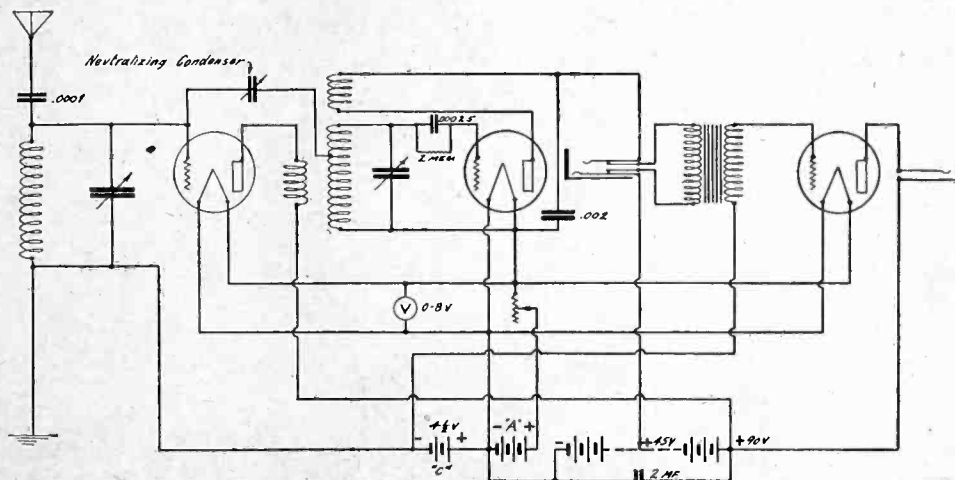 Neutralizing Condenser
.0001
.00025
2 MEG
.002
V 0-8V
4½V
- + "C"
- "A" +
- + 45V + 90V
2 MF.